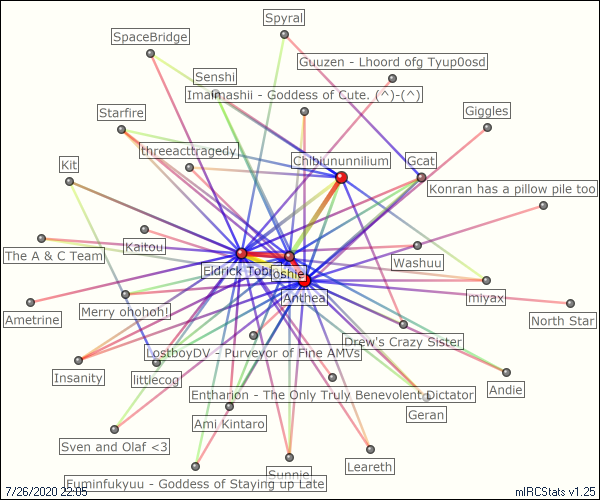 Spyral
SpaceBridge
Guuzen - Lhoord ofg Tyup0osd
Senshi
Imamashii - Goddess of Cute. (^)-(^)
Giggles
Starfire
threeacttragedy
Chibiununnilium
Gcat
Kit
Konran has a pillow pile too
Kaitou
The A & C Team
Washuu
Eldrick Tobin
oshie
Anthea
miyax
Ametrine
Merry ohohoh!
North Star
Drew's Crazy Sister
LostboyDV - Purveyor of Fine AMVs
Insanity
littlecog
Andie
Entharion - The Only Truly Benevolent Dictator
Geran
Ami Kintaro
Sven and Olaf <3
Leareth
Sunnie
Fuminfukyuu - Goddess of Staying up Late
7/26/2020 22:05
mIRCStats v1.25